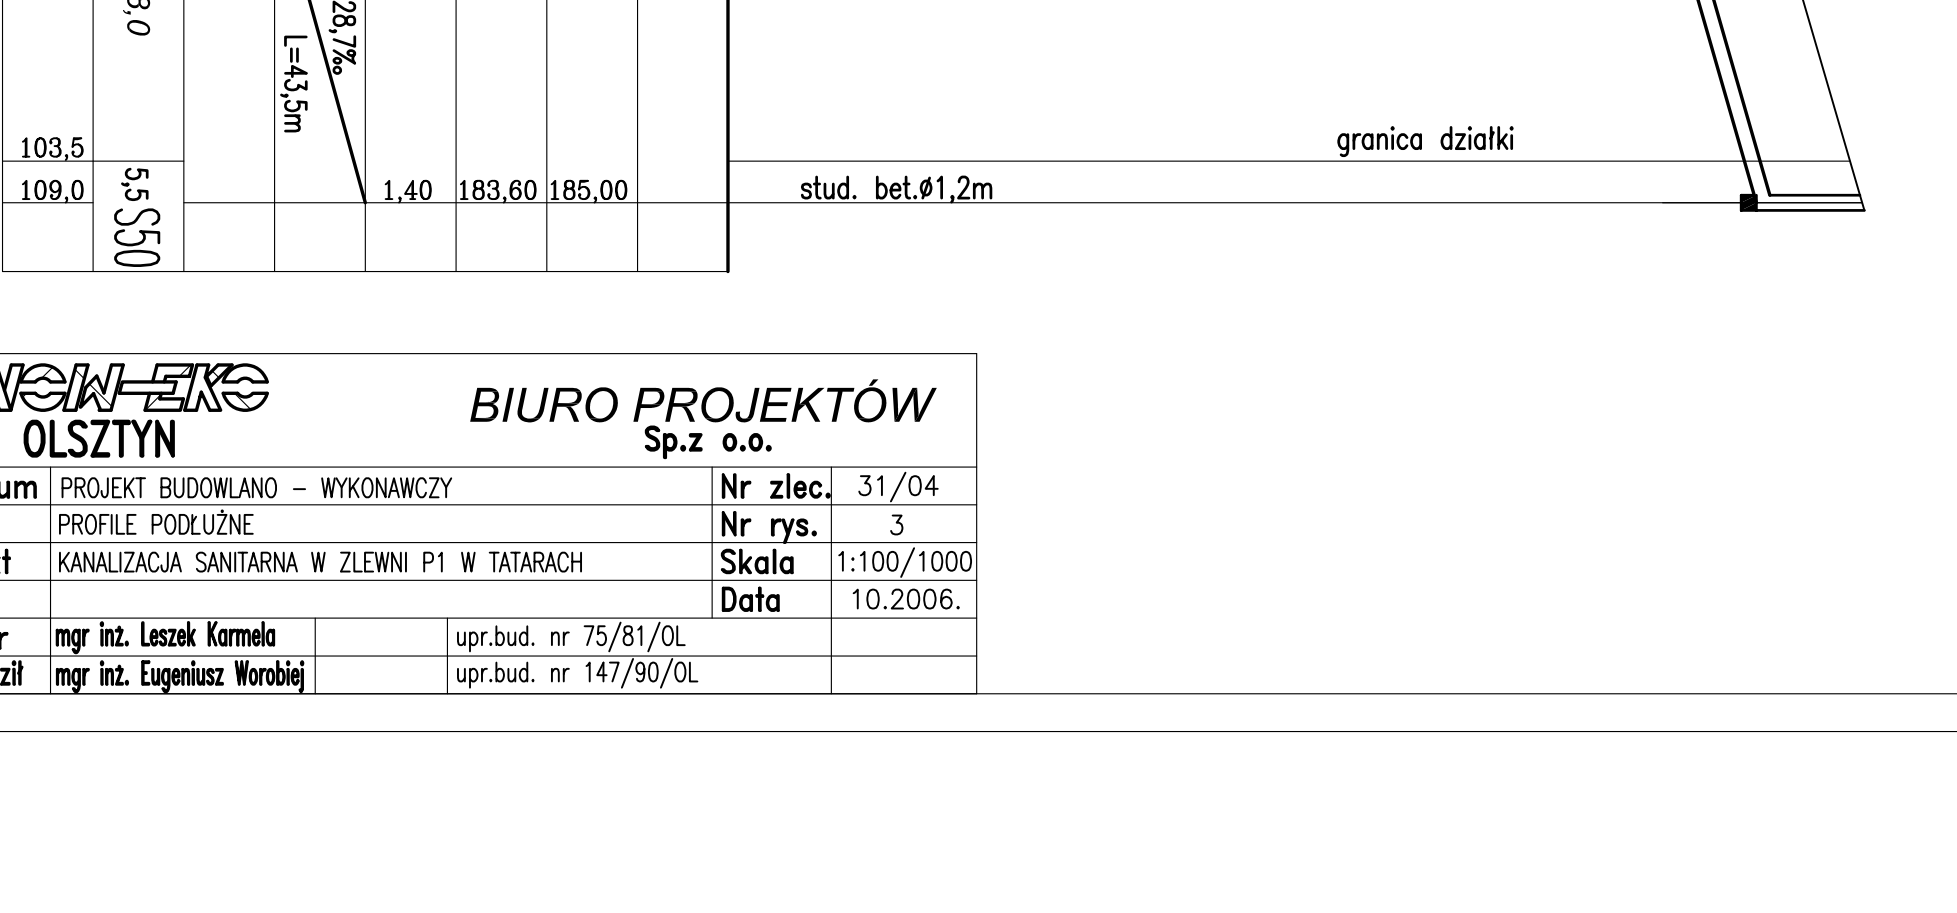 8,0
28,7‰
L=43,5m
103,5
granica działki
109,0
5,5
1,40
183,60
185,00
stud. bet.ø1,2m
S50
NOW-EKO
BIURO PROJEKTÓW
OLSZTYN
Sp.z o.o.
PROJEKT BUDOWLANO – WYKONAWCZY
Nr zlec.
31/04
PROFILE PODŁUŻNE
Nr rys.
3
KANALIZACJA SANITARNA W ZLEWNI P1 W TATARACH
Skala
1:100/1000
Data
10.2006.
mgr inż. Leszek Karmela
upr.bud. nr 75/81/OL
mgr inż. Eugeniusz Worobiej
upr.bud. nr 147/90/OL